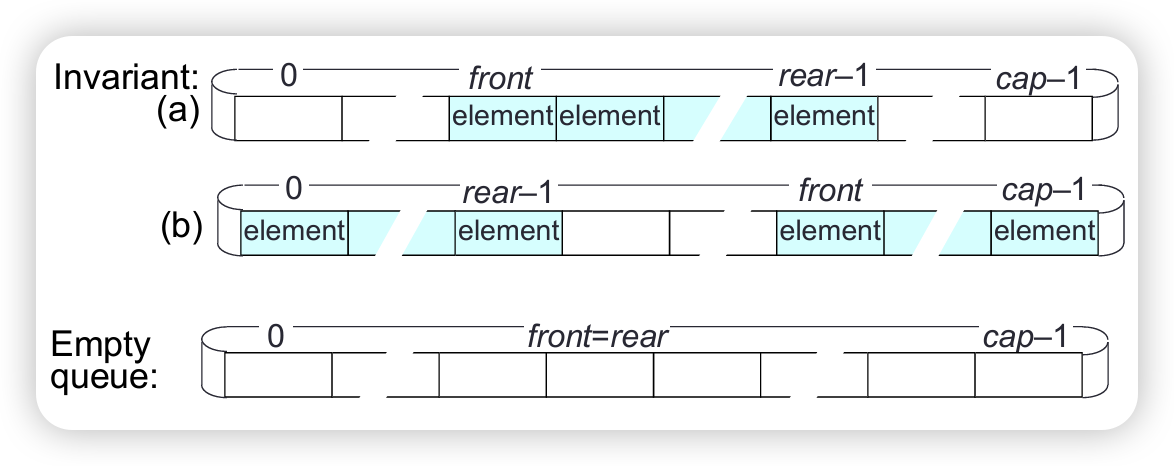 Invariant: 0 front rear–1 cap–1
(a) element element element
0 rear–1 front cap–1
(b) element element element element
Empty queue: 0 front=rear cap–1